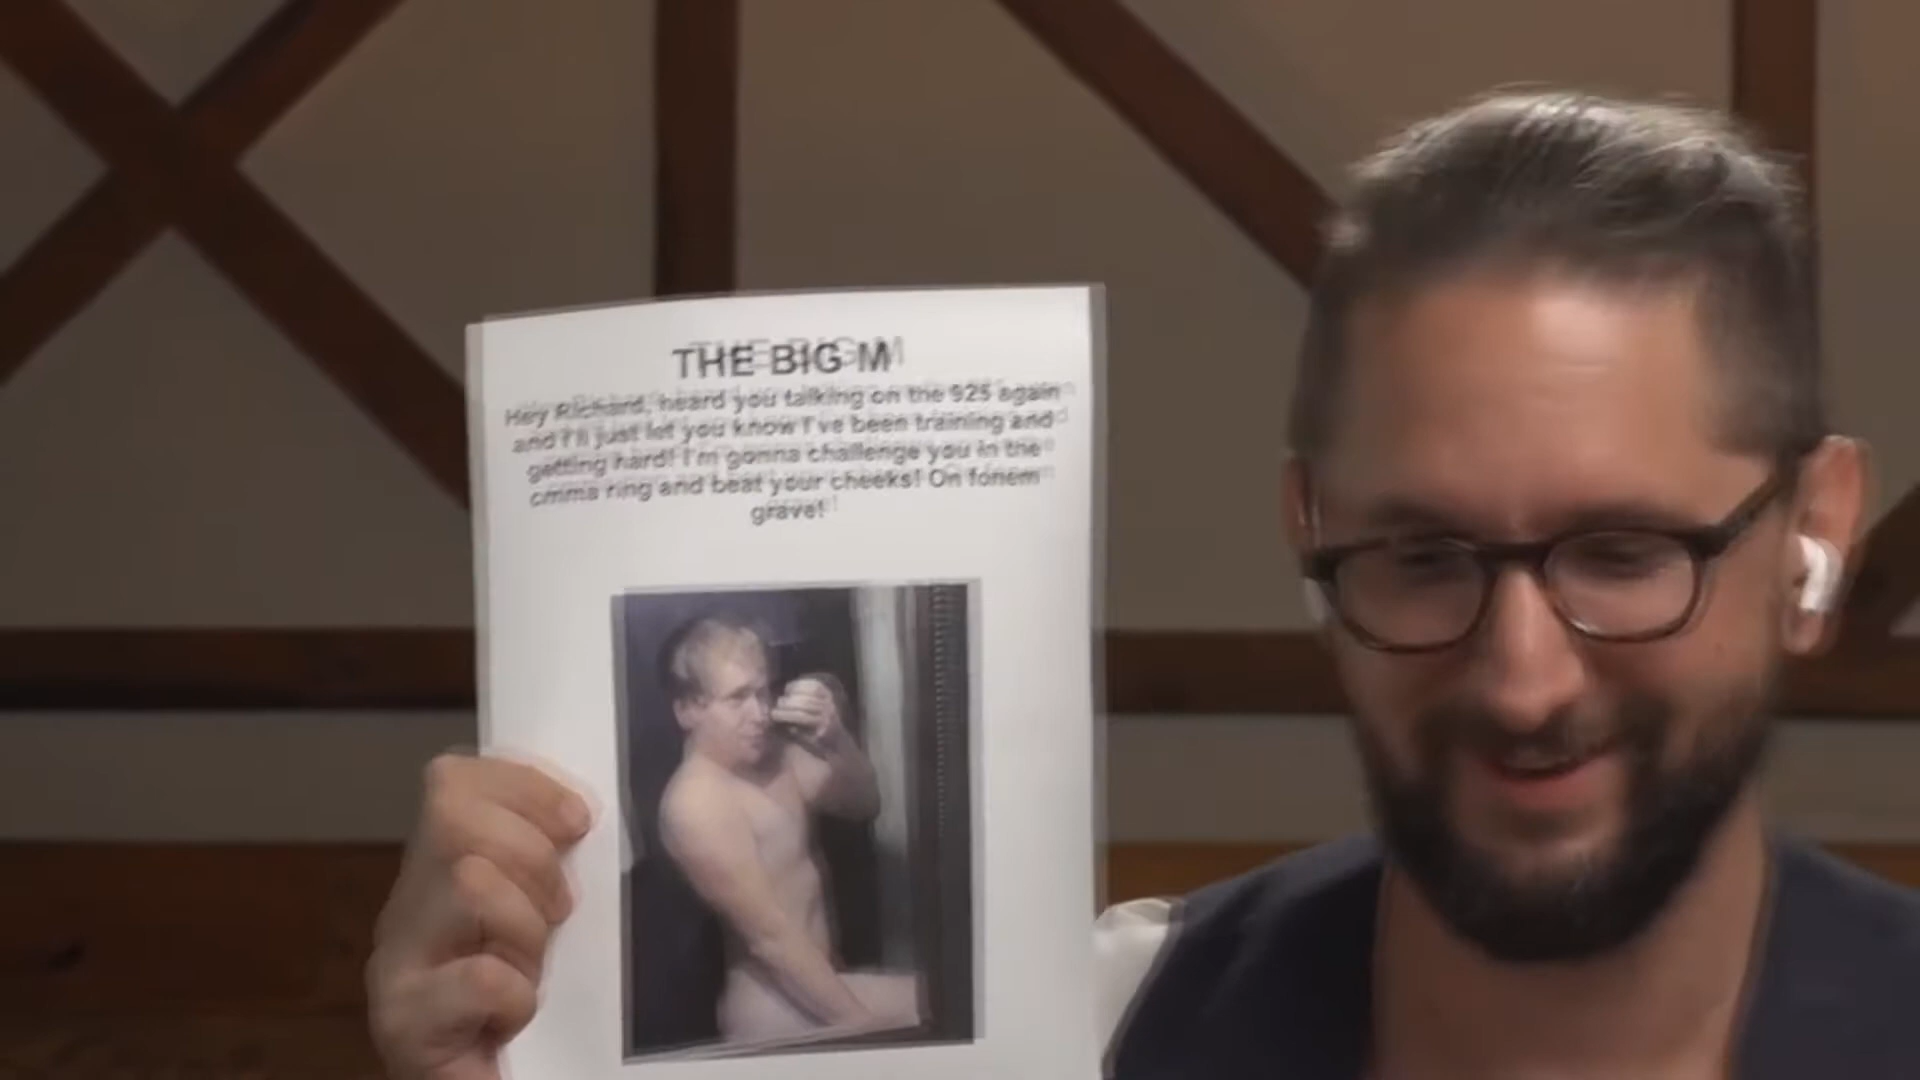 THE BIG M
Hey Richard, heard you talking on the 925 again
and I'll just let you know I've been training and
getting hard! I'm gonna challenge you in the
cmma ring and beat your cheeks! On fonem
grave!